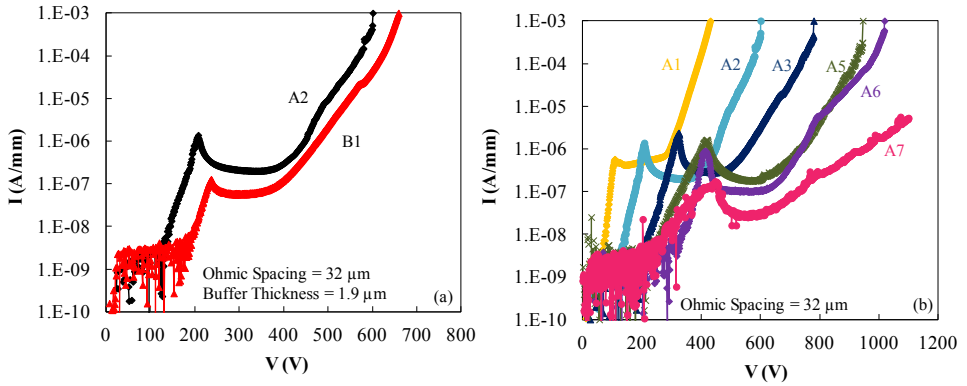 1.E-03
1.E-04
1.E-05
1.E-06
1.E-07
1.E-08
1.E-09
1.E-10
I (A/mm)
A2
B1
Ohmic Spacing = 32 µm
Buffer Thickness = 1.9 µm
(a)
0 100 200 300 400 500 600 700 800
V (V)
1.E-03
1.E-04
1.E-05
1.E-06
1.E-07
1.E-08
1.E-09
1.E-10
I (A/mm)
A1
A2
A3
A5
A6
A7
Ohmic Spacing = 32 µm
(b)
0 200 400 600 800 1000 1200
V (V)